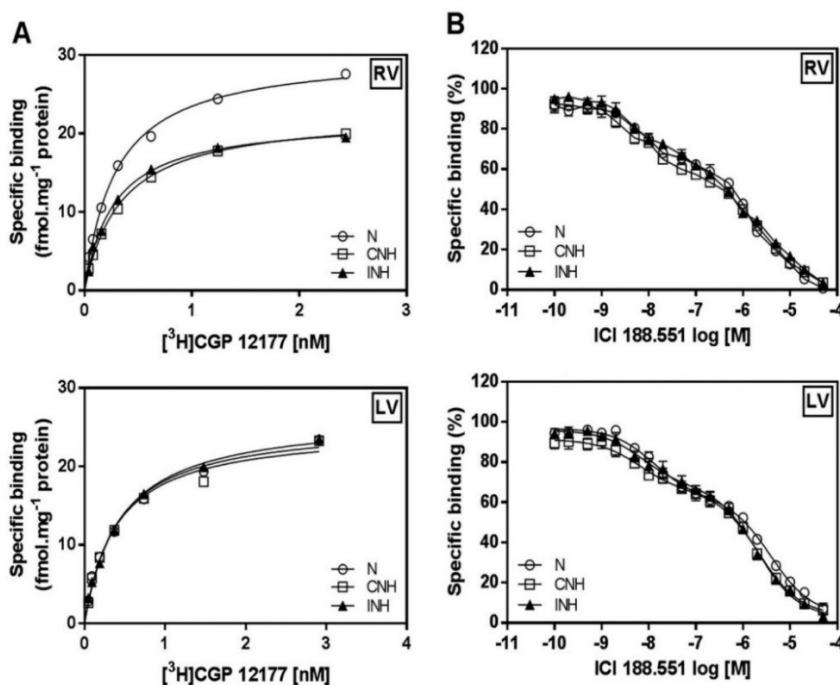 A
30
20
10
0
0
1
2
3
Specific binding
(fmol.mg⁻¹ protein)
[³H]CGP 12177 [nM]
RV
N
CNH
INH
B
120
100
80
60
40
20
0
-11
-10
-9
-8
-7
-6
-5
-4
Specific binding (%)
ICI 188.551 log [M]
RV
N
CNH
INH
30
20
10
0
0
1
2
3
4
Specific binding
(fmol.mg⁻¹ protein)
[³H]CGP 12177 [nM]
LV
N
CNH
INH
120
100
80
60
40
20
0
-11
-10
-9
-8
-7
-6
-5
-4
Specific binding (%)
ICI 188.551 log [M]
LV
N
CNH
INH